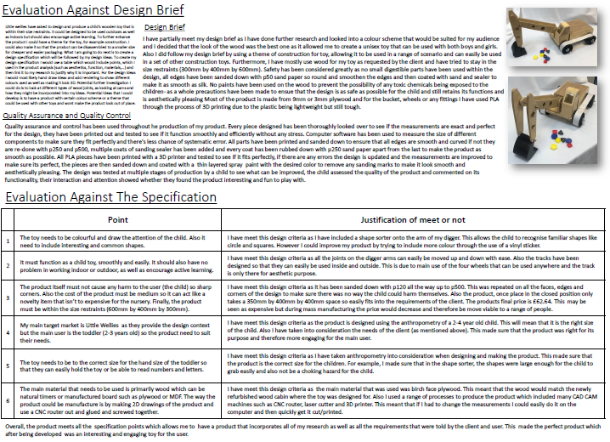 Evaluation Against Design Brief
Design Brief
I have partially meet my design brief as I have done further research and looked into a colour scheme that would be suited for my audience
and I decided that the look of the wood was the best one as it allowed me to create a unisex toy that can be used with both boys and girls.
Also I did follow my design brief by using a theme of construction for toy, allowing it to be used in a range of scenario and can easily be used
in a set of other construction toys. Furthermore, I have mostly use wood for my toy as requested by the client and have tried to stay in the
size restraints (300mm by 400mm by 600mm). Safety has been considered greatly as no small digestible parts have been used within the
design, all edges have been sanded down with p50 sand paper so round and smoothen the edges and then coated with sand and sealer to
make it as smooth as silk. No paints have been used on the wood to prevent the possibility of any toxic chemicals being exposed to the
children- as a whole precautions have been made to ensure that the design is as safe as possible for the child and still retains its functions and
is aesthetically pleasing Most of the product is made from 9mm or 3mm plywood and for the bucket, wheels or any fittings I have used PLA
through the process of 3D printing due to the plastic being lightweight but still tough.
Quality Assurance and Quality Control
Quality assurance and control has been used throughout he production of my product. Every piece designed has been thoroughly looked over to see if the measurements are exact and perfect
for the design, they have been printed out and tested to see if it function smoothly and efficiently without any stress. Computer software has been used to measure the size of different
components to make sure they fit perfectly and there's less chance of systematic error. All parts have been printed and sanded down to ensure that all edges are smooth and curved if not they
are re-done with p250 and p500, multiple coats of sanding sealer has been added and every coat has been rubbed down with p250 sand paper apart from the last to make the product as
smooth as possible. All PLA pieces have been printed with a 3D printer and tested to see if it fits perfectly, if there are any errors the design is updated and the measurements are improved to
make sure its perfect, the pieces are then sanded down and coated with a thin layered spray paint with the desired color to remove any sanding marks to make it look smooth and
aesthetically pleasing. The design was tested at multiple stages of production by a child to see what can be improved, the child assessed the quality of the product and commented on its
functionality, their interaction and attention showed whether they found the product interesting and fun to play with.
Evaluation Against The Specification
Point
Justification of meet or not
1
The toy needs to be colourful and draw the attention of the child. Also it
need to include interesting and common shapes.
I have meet this design criteria as I have included a shape sorter onto the arm of my digger. This allows the child to recognise familiar shapes like
circle and squares. However I could improve my product by trying to include more colour through the use of a vinyl sticker.
2
It must function as a child toy, smoothly and easily. It should also have no
problem in working indoor or outdoor, as well as encourage active learning.
I have meet this design criteria as all the joints on the digger arms can easily be moved up and down with ease. Also the tracks have been
designed so that they can easily be used inside and outside. This is due to main use of the four wheels that can be used anywhere and the track
is only there for aesthetic purpose.
3
The product itself must not cause any harm to the user (the child) so sharp
corners. Also the cost of the product must be medium so it can act like a
novelty item that isn't to expensive for the nursery. Finally, the product
must be within the size restraints (600mm by 400mm by 300mm).
I have meet this design criteria as it has been sanded down with p120 all the way up to p500. This was repeated on all the faces, edges and
corners of the design to make sure there was no way the child could harm themselves. Also the product, once in the closed position only
takes a 350mm by 400mm by 400mm space so easily fits into the requirements of the client. The products final price is £62.64. This may be
seen as expensive but during mass manufacturing the price would decrease and therefore be more viable to a range of people.
4
My main target market is Little Wellies as they provide the design context
but the main user is the toddler (2-3 years old) so the product need to suit
their needs.
I have meet this design criteria as the product is designed using the anthropometry of a 2-4 year old child. This will mean that it is the right size
of the child. Also I have taken into consideration the needs of the client (as mentioned above). This made sure that the product was right for its
purpose and therefore more engaging for the main user.
5
The toy needs to be to the correct size for the hand size of the toddler so
that they can easily hold the toy or be able to read numbers and letters.
I have meet this design criteria as I have taken anthropometry into consideration when designing and making the product. This made sure that
the product is the correct size for the children. For example, I made sure that in the shape sorter, the shapes were large enough for the child to
grab easily and also not be a choking hazard for the child.
6
The main material that needs to be used is primarily wood which can be
natural timers or manufactured board such as plywood or MDF. The way the
product could be manufacture is by making 2D drawings of the product and
use a CNC router out and glued and screwed together.
I have meet this design criteria as the main material that was used was birch face plywood. This meant that the wood would match the newly
refurbished wood cabin where the toy was designed for. Also I used a range of processes to produce the product which included many CAD CAM
machines such as CNC router, laser cutter and 3D printer. This meant that if I had to change the measurements I could easily do it on the
computer and then quickly get it cut/printed.
Overall, the product meets all the specification points which allows me to have a product that incorporates all of my research as well as all the requirements that were told by the client and user. This made the perfect product which
after being developed was an interesting and engaging toy for the user.